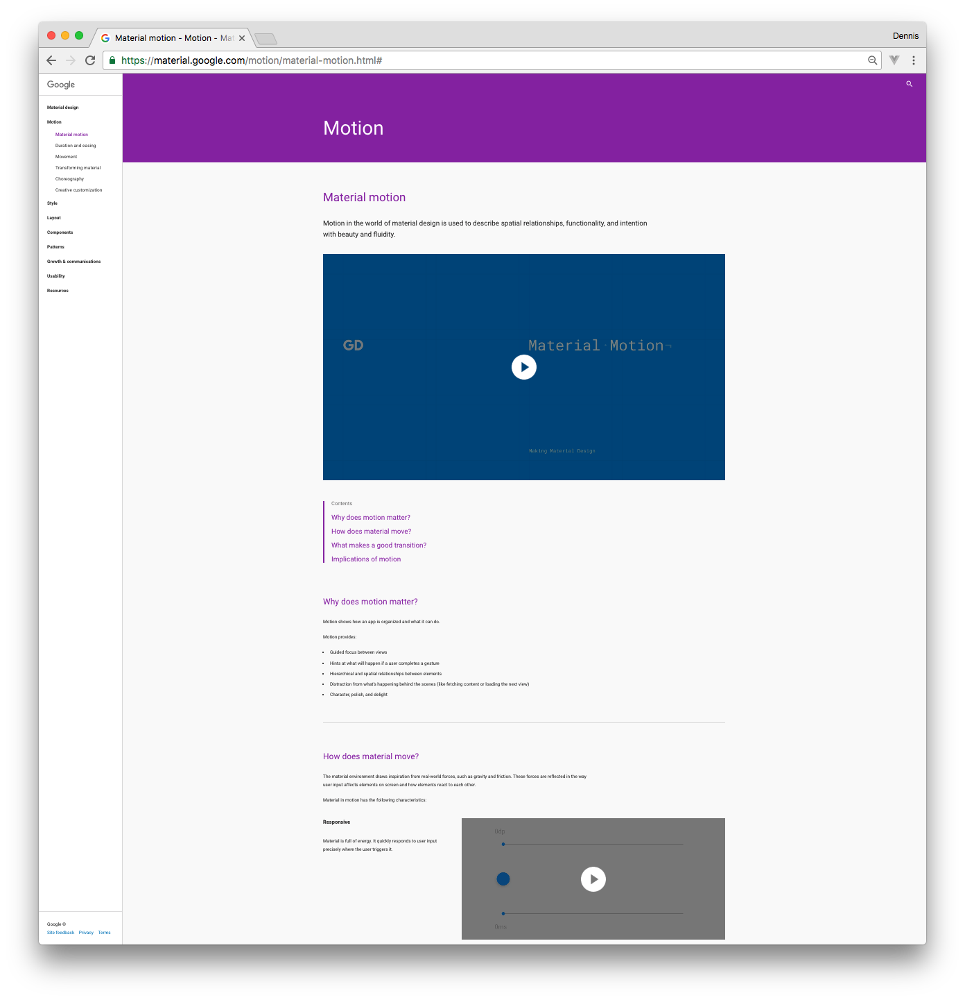 Material motion - Motion - Mat
Dennis
https://material.google.com/motion/material-motion.html#
Google
Material design
Motion
Material motion
Duration and easing
Movement
Transforming material
Choreography
Creative customization
Style
Layout
Components
Patterns
Growth & communications
Usability
Resources
Google ©
Site feedback Privacy Terms
Motion
Material motion
Motion in the world of material design is used to describe spatial relationships, functionality, and intention
with beauty and fluidity.
GD
Material·Motion¬
Making Material Design
Contents
Why does motion matter?
How does material move?
What makes a good transition?
Implications of motion
Why does motion matter?
Motion shows how an app is organized and what it can do.
Motion provides:
• Guided focus between views
• Hints at what will happen if a user completes a gesture
• Hierarchical and spatial relationships between elements
• Distraction from what's happening behind the scenes (like fetching content or loading the next view)
• Character, polish, and delight
How does material move?
The material environment draws inspiration from real-world forces, such as gravity and friction. These forces are reflected in the way
user input affects elements on screen and how elements react to each other.
Material in motion has the following characteristics:
Responsive
Material is full of energy. It quickly responds to user input
precisely where the user triggers it.
0dp
0ms